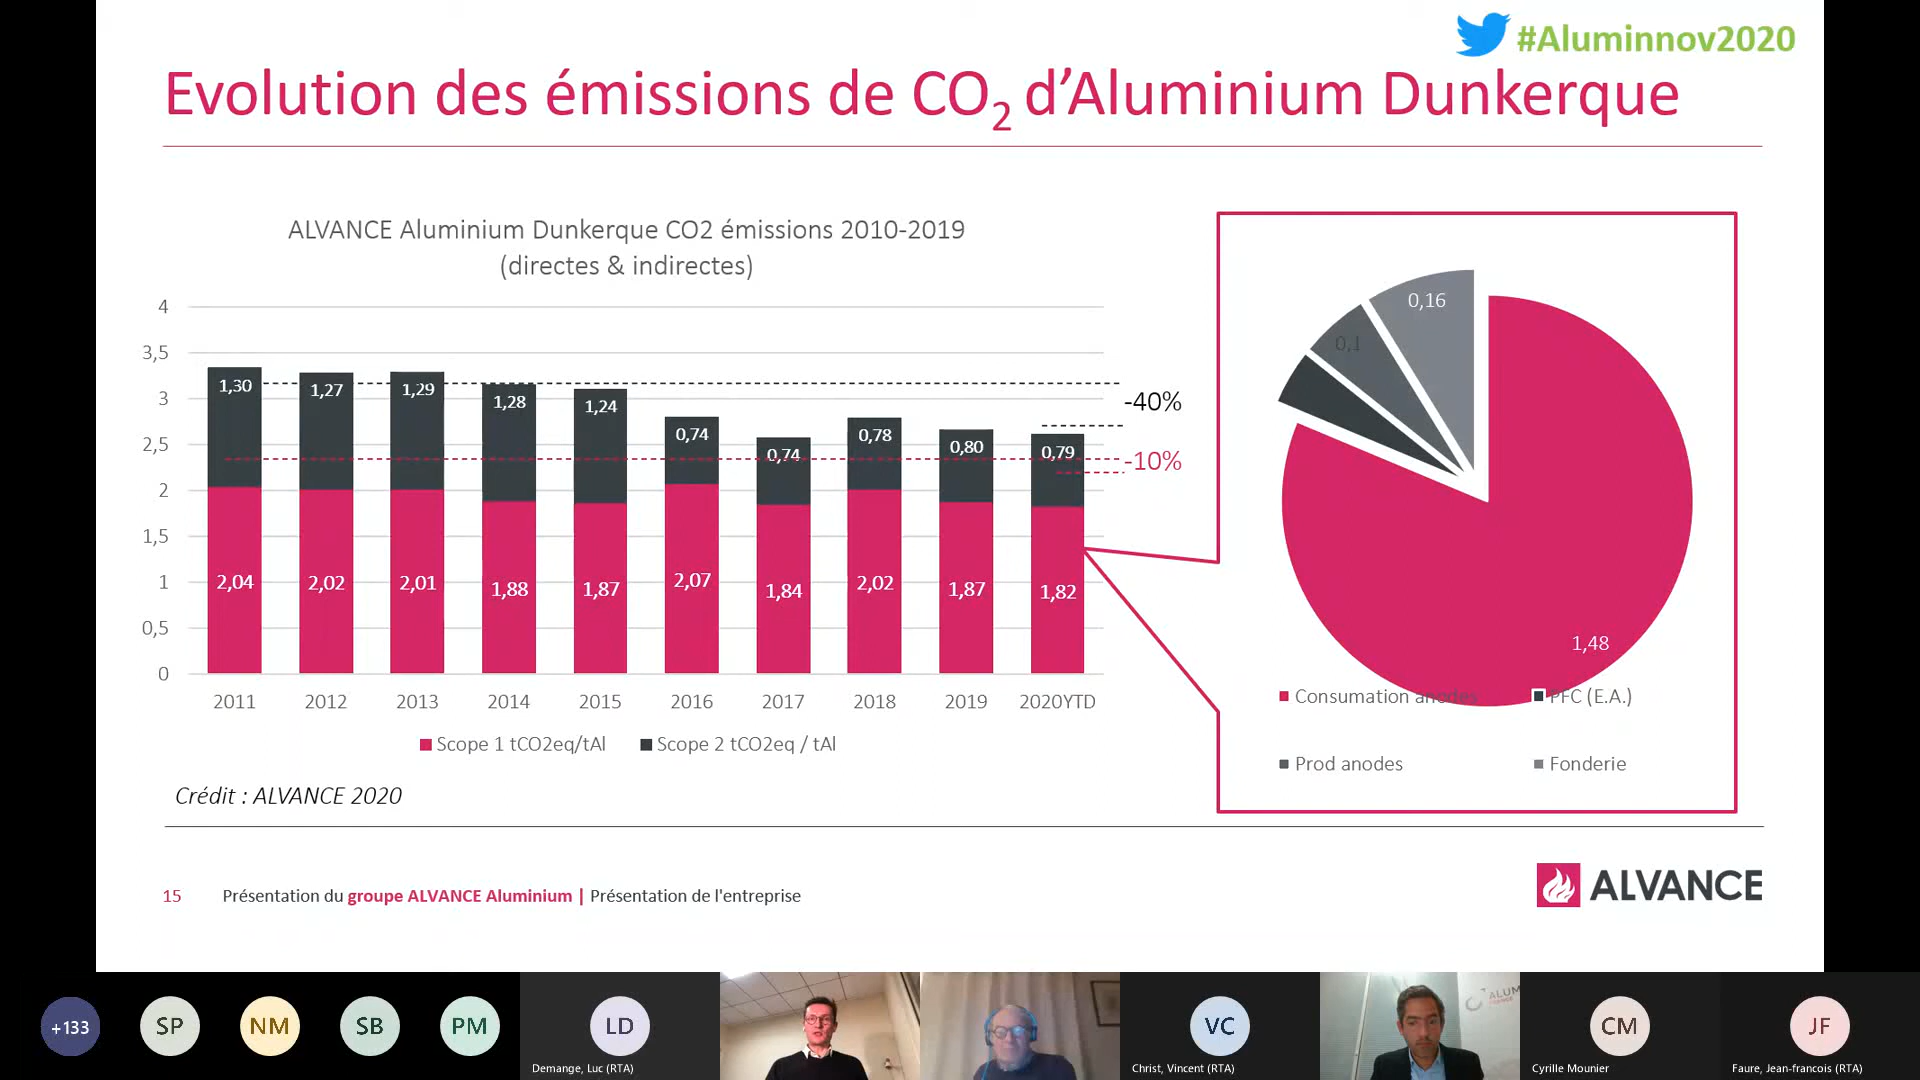 #Aluminnov2020
Evolution des émissions de CO2 d'Aluminium Dunkerque
ALVANCE Aluminium Dunkerque CO2 émissions 2010-2019
(directes & indirectes)
4
3,5
3
2,5
2
1,5
1
0,5
0
1,30
1,27
1,29
1,28
1,24
0,74
0,74
0,78
0,80
0,79
2,04
2,02
2,01
1,88
1,87
2,07
1,84
2,02
1,87
1,82
-40%
-10%
2011
2012
2013
2014
2015
2016
2017
2018
2019
2020YTD
Scope 1 tCO2eq/tAl
Scope 2 tCO2eq / tAl
0,16
0,1
1,48
Consumation anodes
PFC (E.A.)
Prod anodes
Fonderie
Crédit : ALVANCE 2020
15
Présentation du groupe ALVANCE Aluminium | Présentation de l'entreprise
ALVANCE
+133
SP
NM
SB
PM
LD
Demange, Luc (RTA)
VC
Christ, Vincent (RTA)
ALUM
CM
Cyrille Mounier
JF
Faure, Jean-francois (RTA)